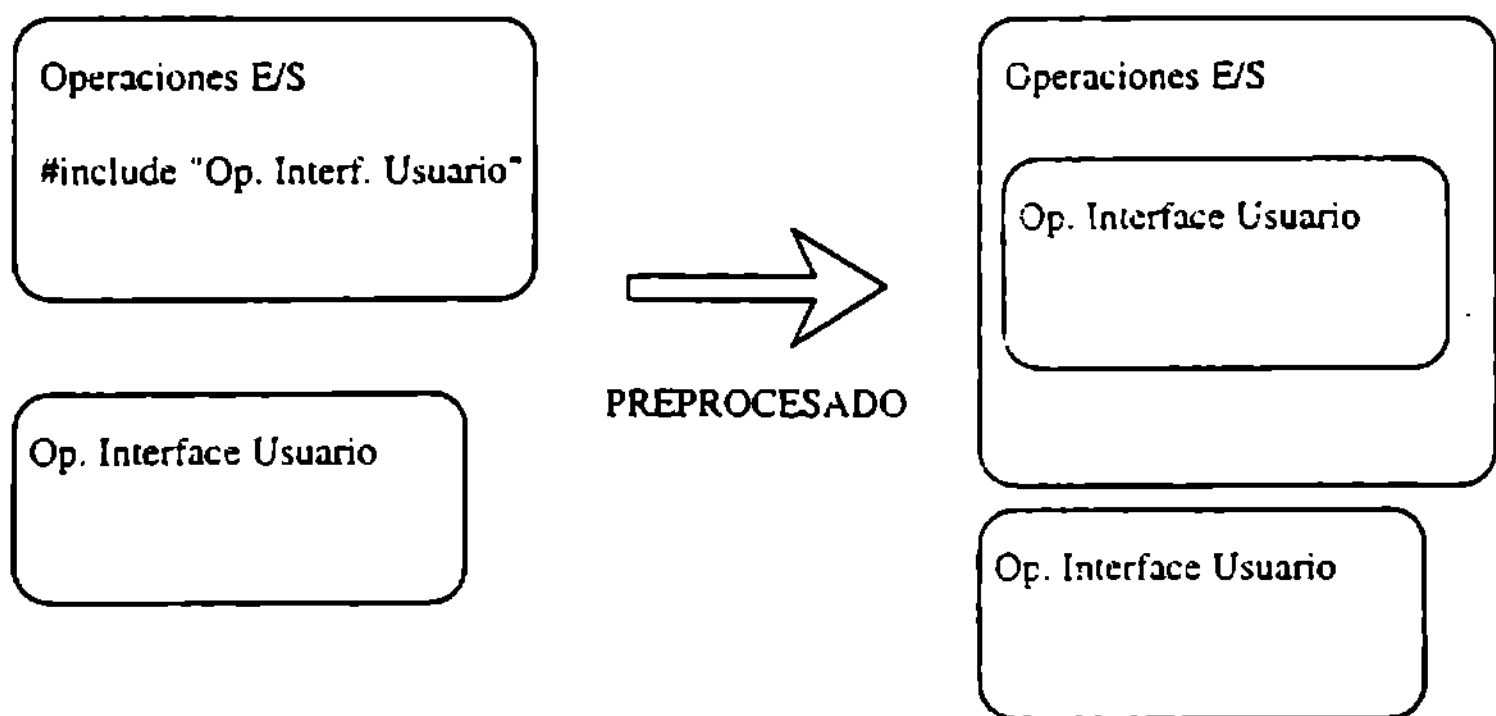 Operaciones E/S
#include "Op. Interf. Usuario"
Op. Interface Usuario
PREPROCESADO
Operaciones E/S
Op. Interface Usuario
Op. Interface Usuario